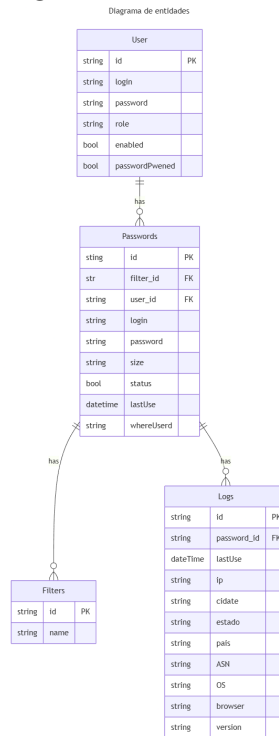 Diagrama de entidades
User
string id PK
string login
string password
string role
bool enabled
bool passwordPwened
has
Passwords
sting id PK
str filter_id FK
string user_id FK
string login
string password
string size
bool status
datetime lastUse
string whereUserd
has
has
Logs
string id PK
string password_id FK
dateTime lastUse
string ip
string cidate
string estado
string pais
string ASN
string OS
string browser
string version
Filters
string id PK
string name